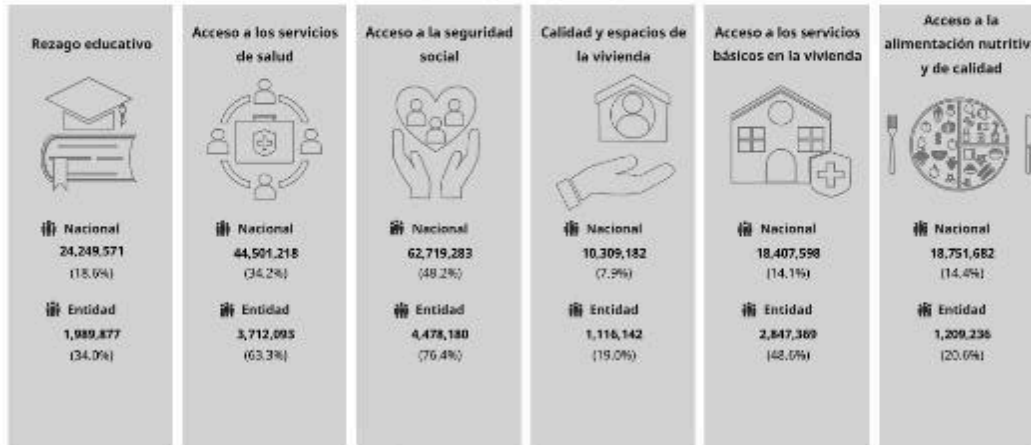 Rezago educativo
Nacional
24,249,571
(18.6%)
Entidad
1,989,877
(34.0%)
Acceso a los servicios
de salud
Nacional
44,501,218
(34.2%)
Entidad
3,712,095
(63.3%)
Acceso a la seguridad
social
Nacional
62,719,283
(48.2%)
Entidad
4,478,180
(76.4%)
Calidad y espacios de
la vivienda
Nacional
10,309,182
(7.9%)
Entidad
1,116,142
(19.0%)
Acceso a los servicios
básicos en la vivienda
Nacional
18,407,598
(14.1%)
Entidad
2,847,369
(48.6%)
Acceso a la
alimentación nutritiv
y de calidad
Nacional
18,751,682
(14.4%)
Entidad
1,209,236
(20.6%)